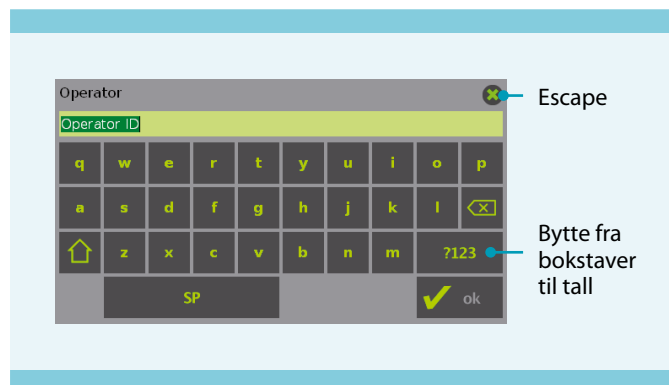 Operator
Escape
Operator ID
q w e r t y u i o p
a s d f g h j k l
z x c v b n m ?123
Bytte fra
bokstaver
til tall
SP ok